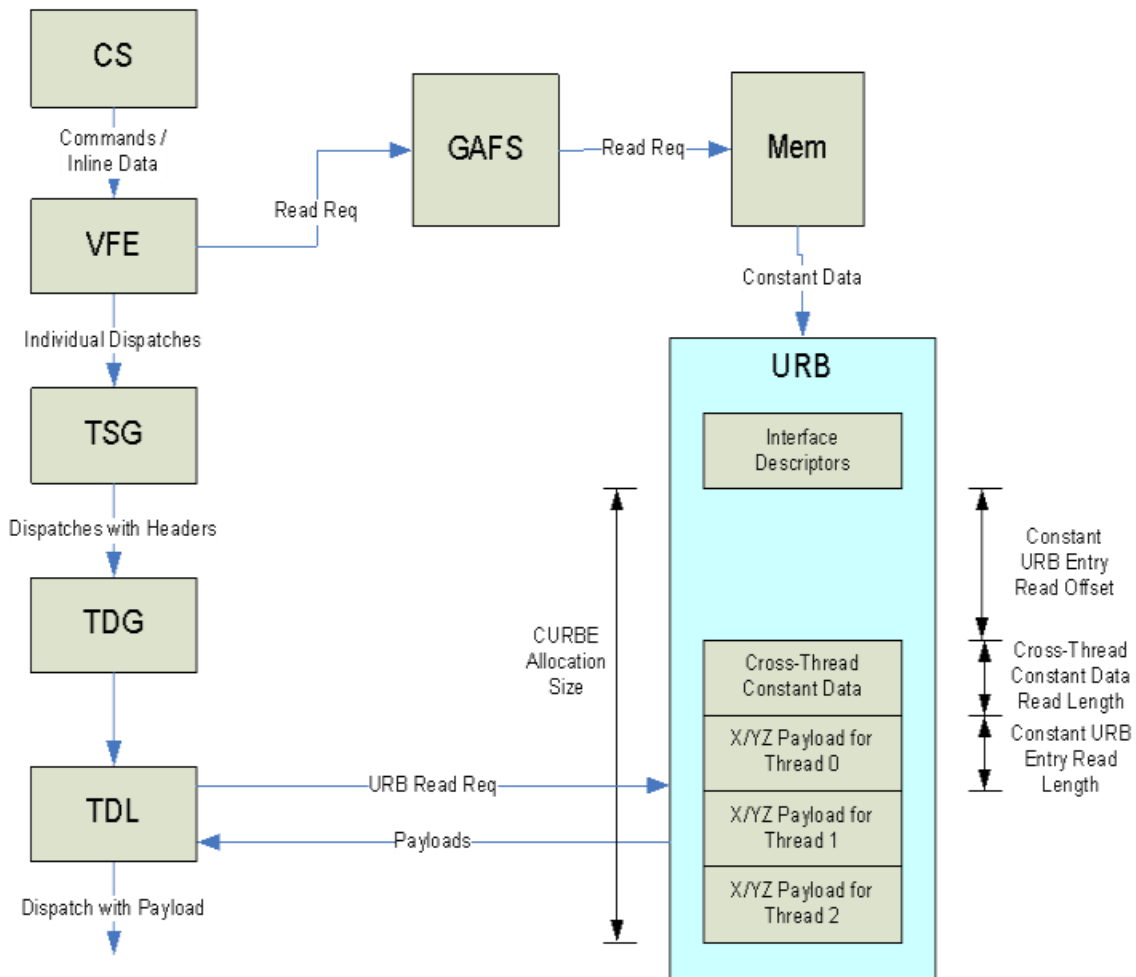 CS
Commands /
Inline Data
VFE
Read Req
GAFS
Read Req
Mem
Constant Data
Individual Dispatches
TSG
Dispatches with Headers
TDG
TDL
URB Read Req
Payloads
Dispatch with Payload
URB
Interface
Descriptors
CURBE
Allocation
Size
Cross-Thread
Constant Data
X/YZ Payload for
Thread 0
X/YZ Payload for
Thread 1
X/YZ Payload for
Thread 2
Constant
URB Entry
Read Offset
Cross-Thread
Constant Data
Read Length
Constant URB
Entry Read
Length